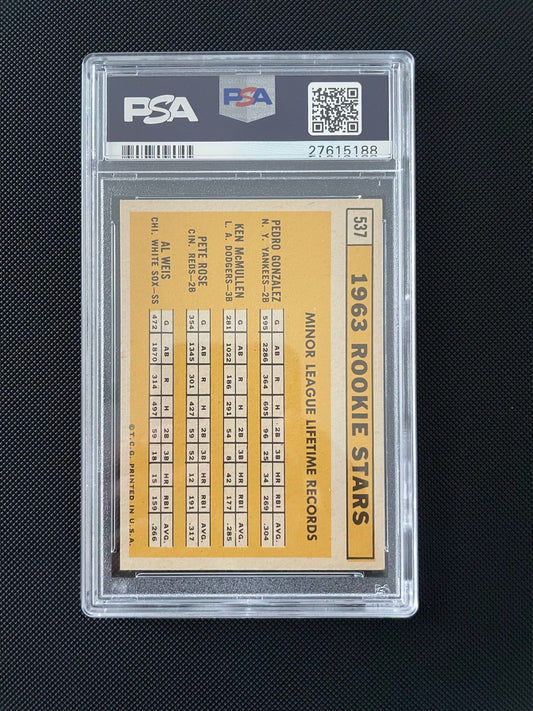 PSA
PSA
27615188
537
1963 ROOKIE STARS
MINOR LEAGUE LIFETIME RECORDS
PEDRO GONZALEZ
N. Y. YANKEES—2B
G AB R H 2B 3B HR RBI AVG.
595 2286 364 695 96 25 34 269 .304
KEN McMULLEN
L. A. DODGERS—3B
G AB R H 2B 3B HR RBI AVG.
281 1022 186 291 54 8 42 177 .285
PETE ROSE
CIN. REDS—2B
G AB R H 2B 3B HR RBI AVG.
354 1345 301 427 59 52 12 191 .317
AL WEIS
CHI. WHITE SOX—SS
G AB R H 2B 3B HR RBI AVG.
472 1870 314 497 59 18 15 159 .266
© T. C. G. PRINTED IN U. S. A.